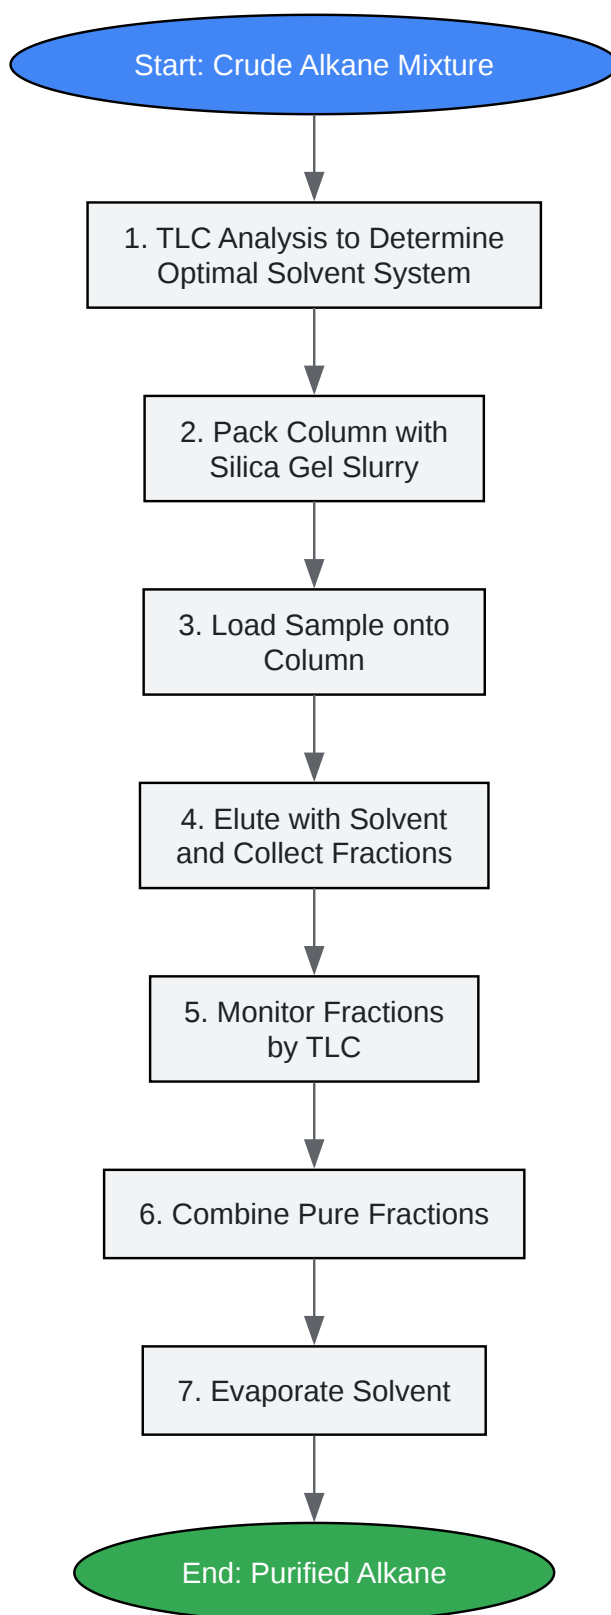 Start: Crude Alkane Mixture
1. TLC Analysis to Determine
Optimal Solvent System
2. Pack Column with
Silica Gel Slurry
3. Load Sample onto
Column
4. Elute with Solvent
and Collect Fractions
5. Monitor Fractions
by TLC
6. Combine Pure Fractions
7. Evaporate Solvent
End: Purified Alkane